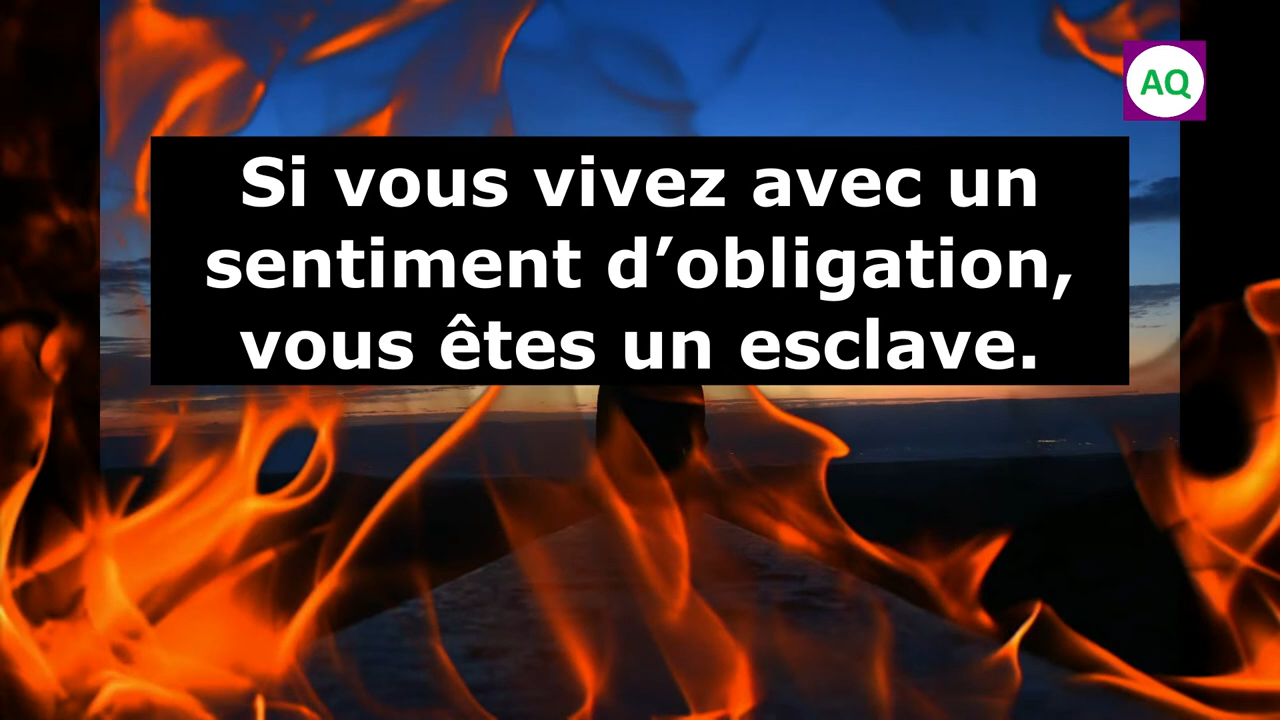 AQ
Si vous vivez avec un
sentiment d’obligation,
vous êtes un esclave.